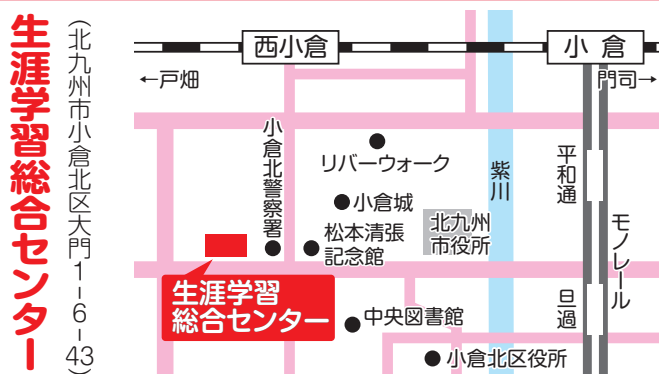 生涯学習総合センター
(北九州市小倉北区大門1-6-43)
西小倉
小倉
←戸畑
門司→
小倉北警察署
リバーウォーク
紫川
平和通
小倉城
北九州
市役所
松本清張
記念館
モノレール
生涯学習
総合センター
中央図書館
旦過
小倉北区役所